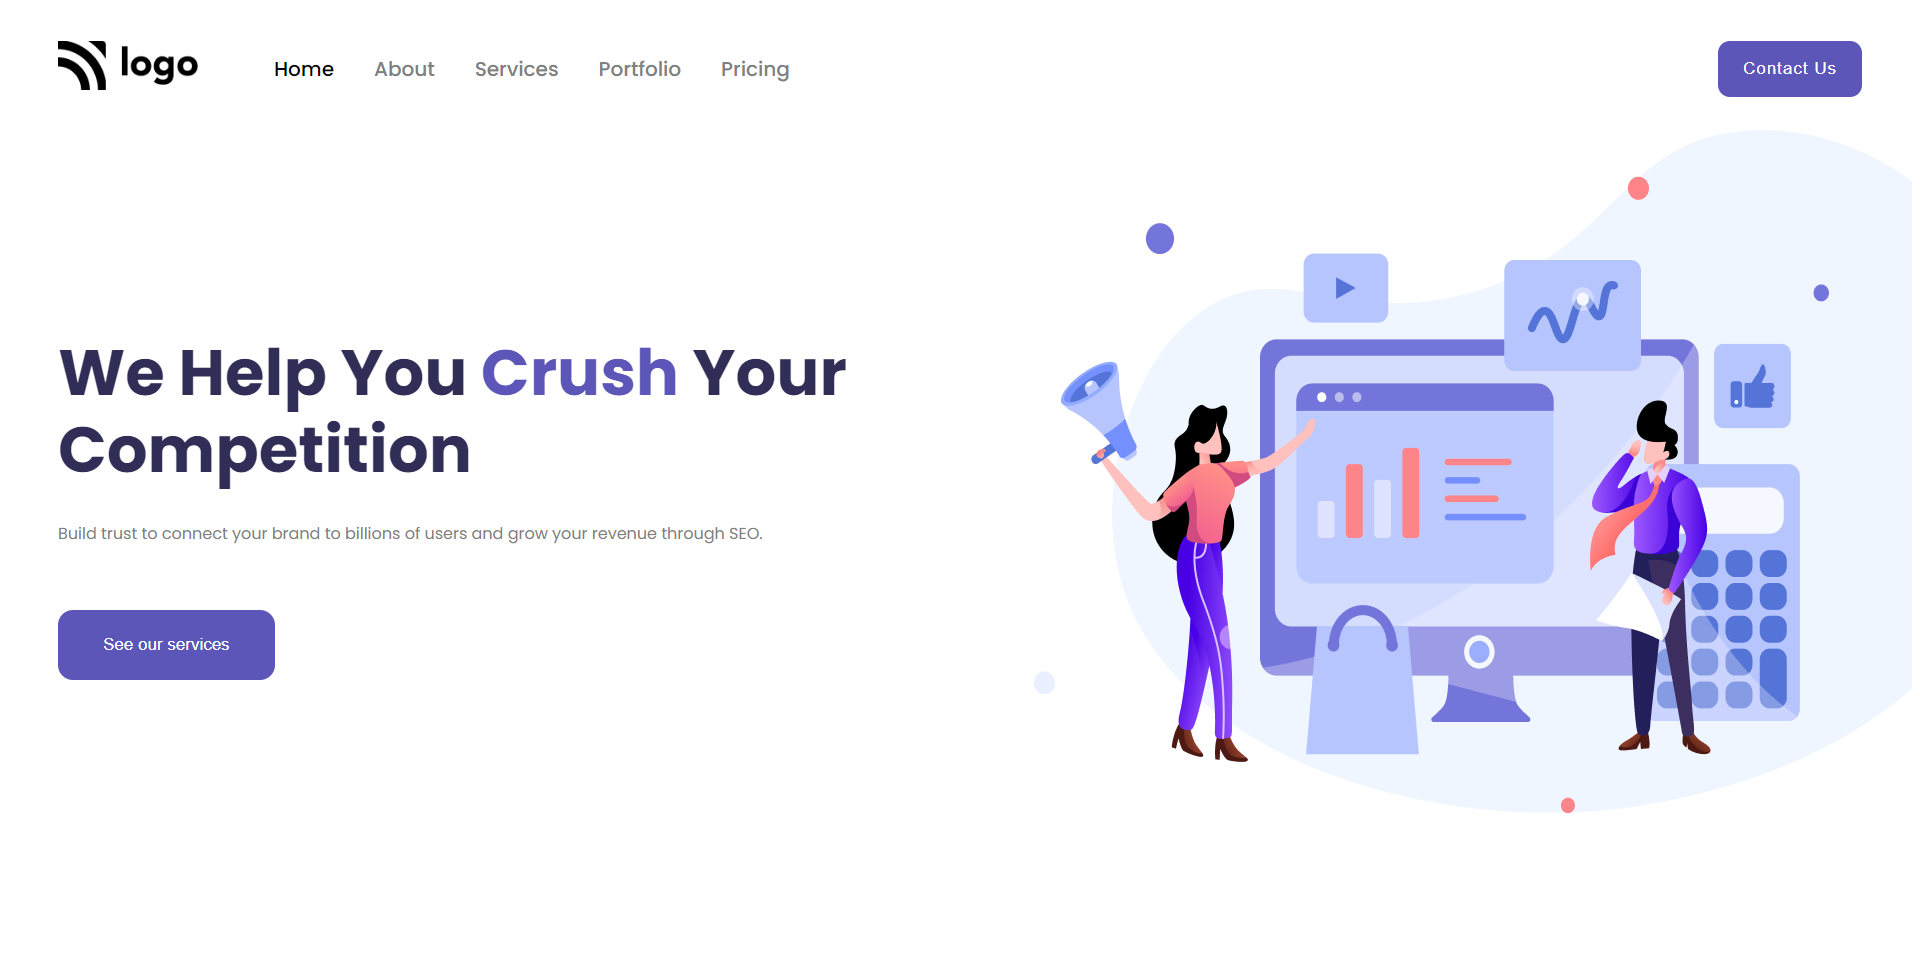 logo
Home About Services Portfolio Pricing
Contact Us
We Help You Crush Your
Competition
Build trust to connect your brand to billions of users and grow your revenue through SEO.
See our services